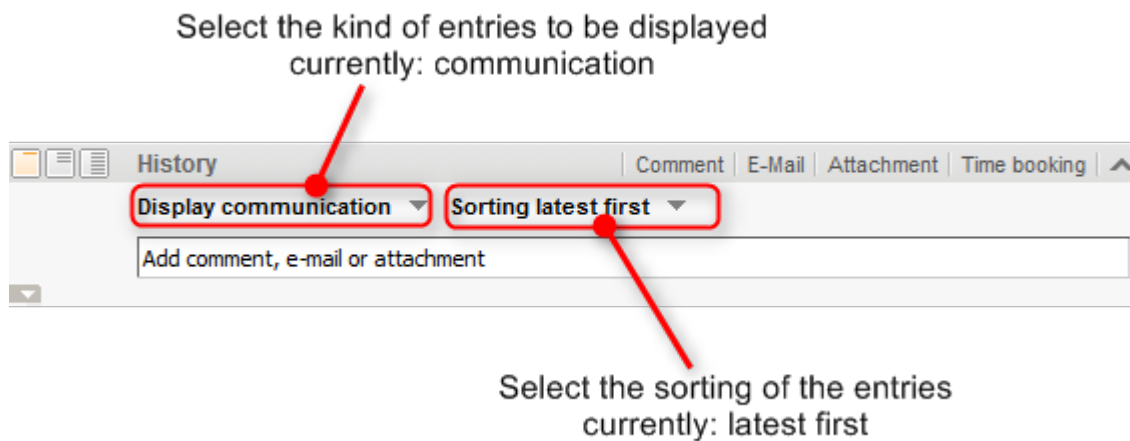 Select the kind of entries to be displayed
currently: communication
History Comment E-Mail Attachment Time booking
Display communication Sorting latest first
Add comment, e-mail or attachment
Select the sorting of the entries
currently: latest first